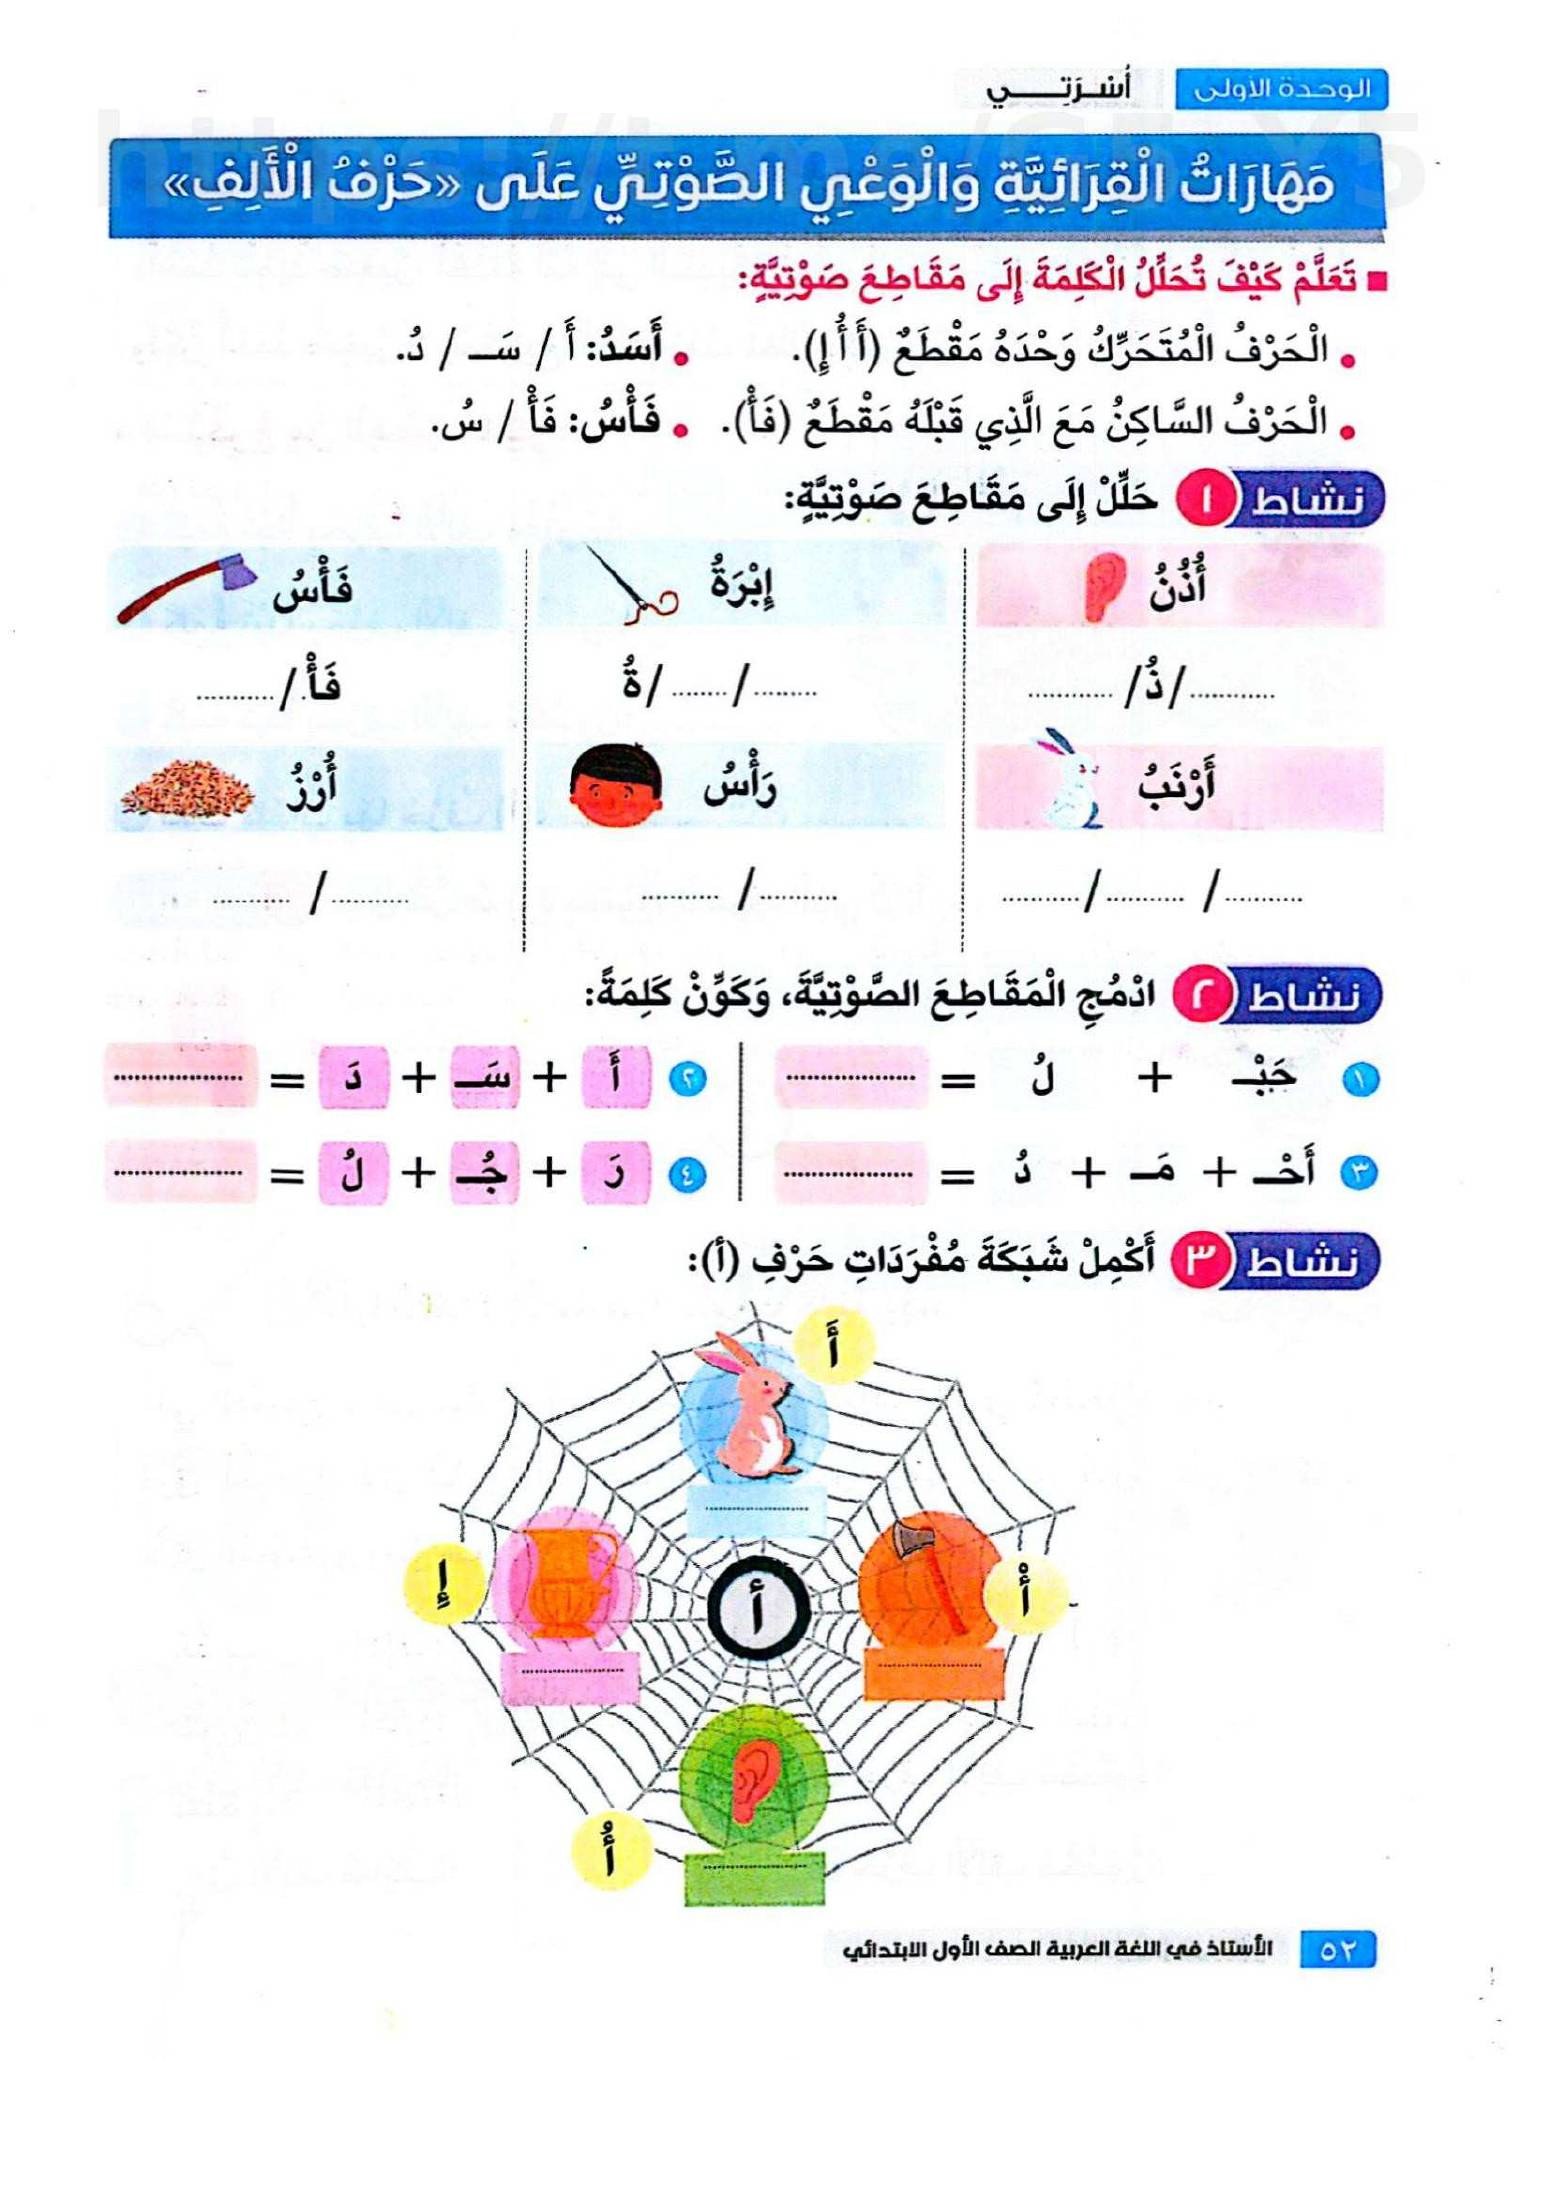 الوحدة الأولى أُسْرَتِــــي
مَهَارَاتُ الْقِرَائِيَّةِ وَالْوَعْيِ الصَّوْتِيِّ عَلَى «حَرْفُ الْأَلِفِ»
■ تَعَلَّمْ كَيْفَ تُحَلِّلُ الْكَلِمَةَ إِلَى مَقَاطِعَ صَوْتِيَّةٍ:
• الْحَرْفُ الْمُتَحَرِّكُ وَحْدَهُ مَقْطَعٌ (أَ أُ إِ). • أَسَدُ: أَ / سَـ / دُ.
• الْحَرْفُ السَّاكِنُ مَعَ الَّذِي قَبْلَهُ مَقْطَعٌ (فَأْ). • فَأْسُ: فَأْ / سُ.
نشاط ١ حَلِّلْ إِلَى مَقَاطِعَ صَوْتِيَّةٍ:
أُذُنُ إِبْرَةُ فَأْسُ
............/ذُ/............ ........./........./ةُ فَأْ/...........
أَرْنَبُ رَأْسُ أُرْزُ
.........../.........../........... .........../........... .........../...........
نشاط ٢ ادْمُجِ الْمَقَاطِعَ الصَّوْتِيَّةَ، وَكَوِّنْ كَلِمَةً:
١ حَبْـ + لُ = .................. ٢ أَ + سَـ + دَ = ..................
٣ أَحْـ + مَـ + دُ = .................. ٤ رَ + جُـ + لُ = ..................
نشاط ٣ أَكْمِلْ شَبَكَةَ مُفْرَدَاتِ حَرْفِ (أ):
أَ
..................
أْ
إِ
أ
..................
..................
أُ
..................
٥٢ الأستاذ في اللغة العربية الصف الأول الابتدائي